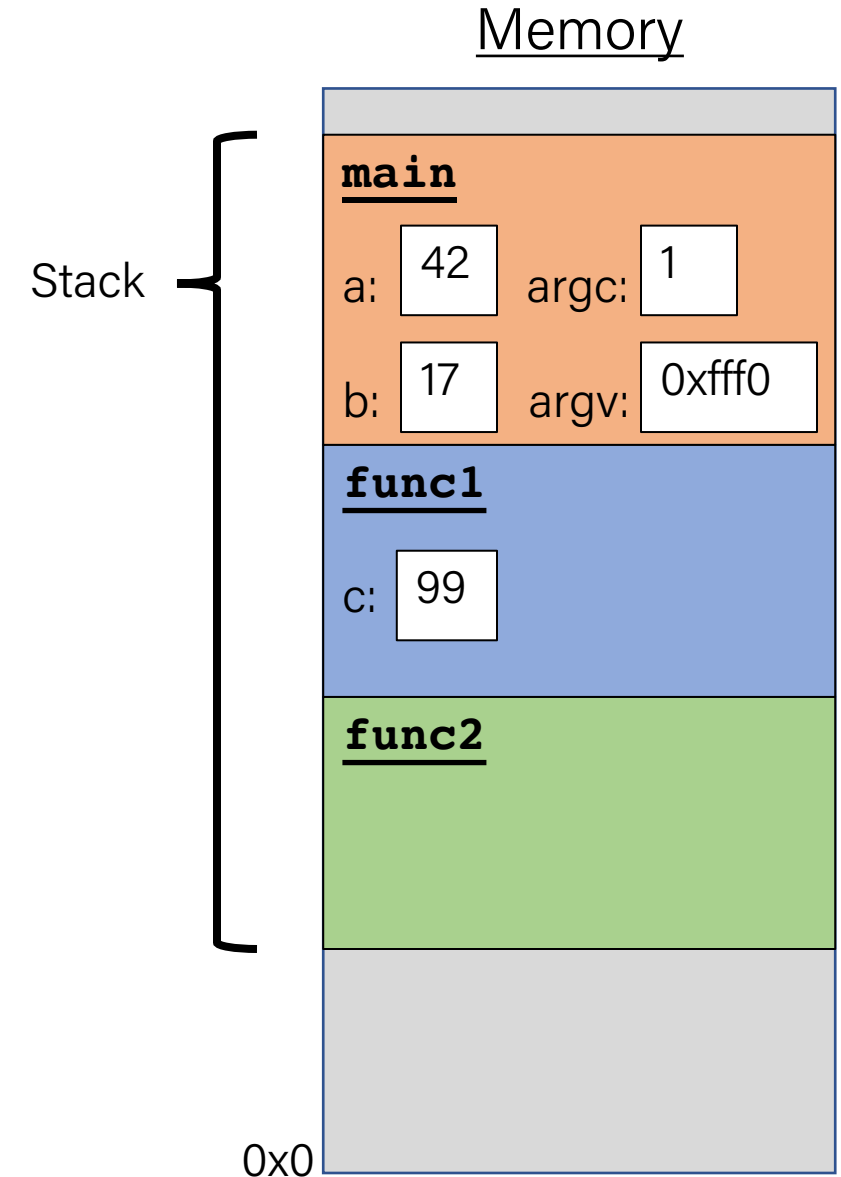 Memory
main
a: 42 argc: 1
Stack
b: 17 argv: 0xfff0
func1
c: 99
func2
0x0